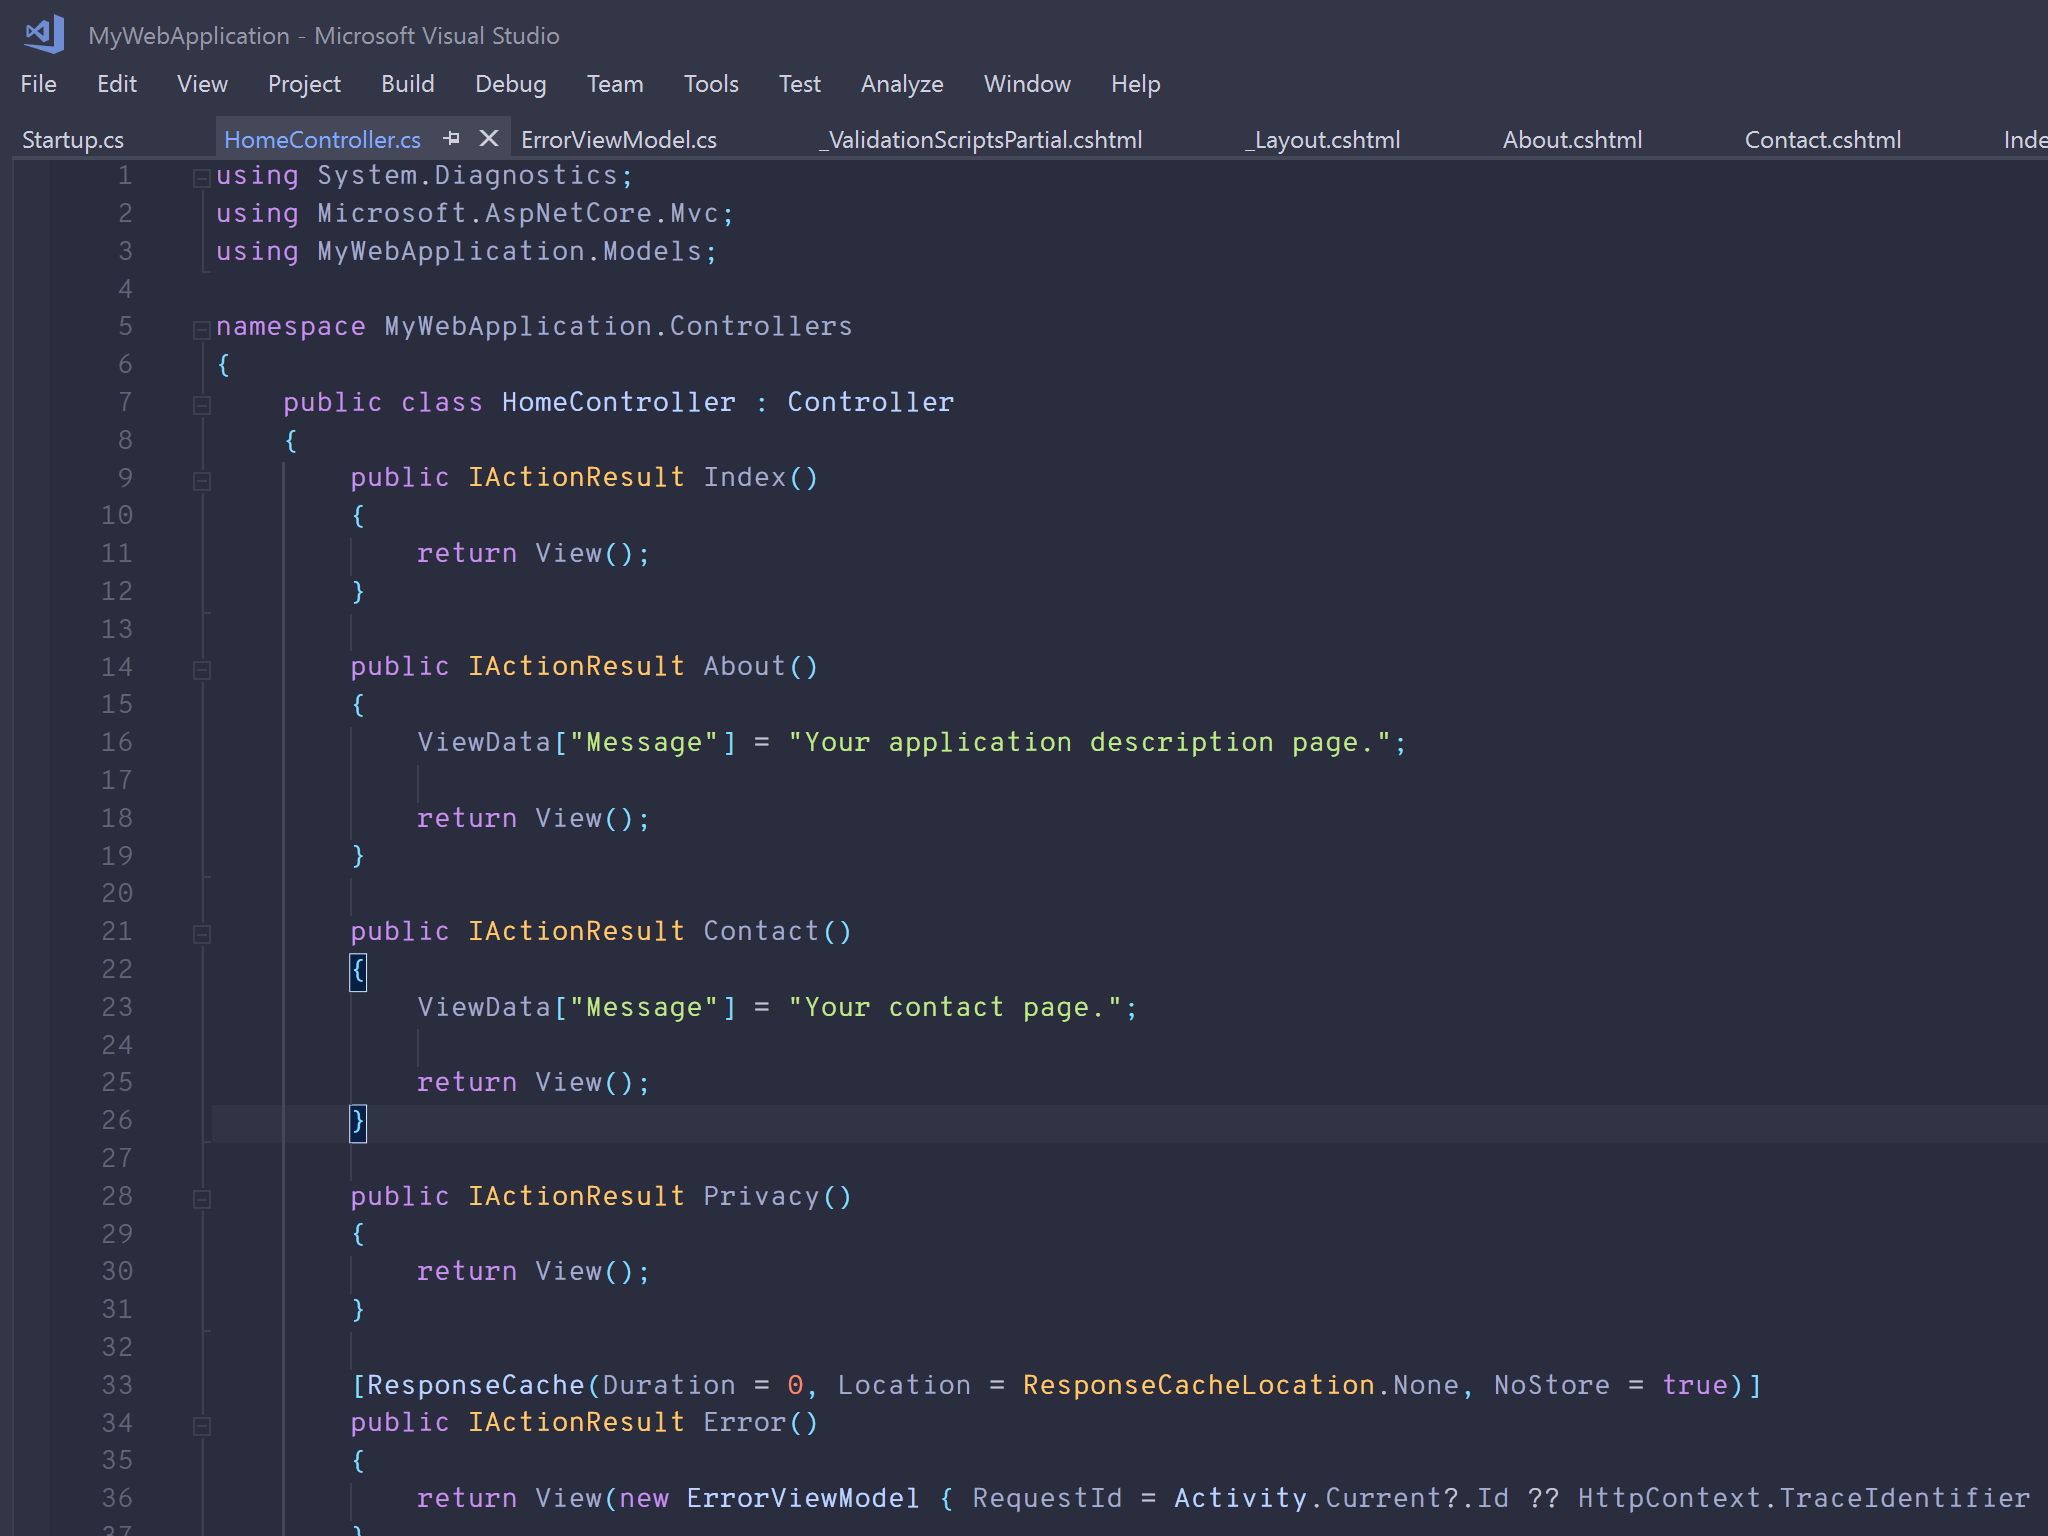 MyWebApplication - Microsoft Visual Studio
File Edit View Project Build Debug Team Tools Test Analyze Window Help
Startup.cs HomeController.cs ErrorViewModel.cs _ValidationScriptsPartial.cshtml _Layout.cshtml About.cshtml Contact.cshtml Inde
1 using System.Diagnostics;
2 using Microsoft.AspNetCore.Mvc;
3 using MyWebApplication.Models;
4
5 namespace MyWebApplication.Controllers
6 {
7 public class HomeController : Controller
8 {
9 public IActionResult Index()
10 {
11 return View();
12 }
13
14 public IActionResult About()
15 {
16 ViewData["Message"] = "Your application description page.";
17
18 return View();
19 }
20
21 public IActionResult Contact()
22 {
23 ViewData["Message"] = "Your contact page.";
24
25 return View();
26 }
27
28 public IActionResult Privacy()
29 {
30 return View();
31 }
32
33 [ResponseCache(Duration = 0, Location = ResponseCacheLocation.None, NoStore = true)]
34 public IActionResult Error()
35 {
36 return View(new ErrorViewModel { RequestId = Activity.Current?.Id ?? HttpContext.TraceIdentifier
37 }